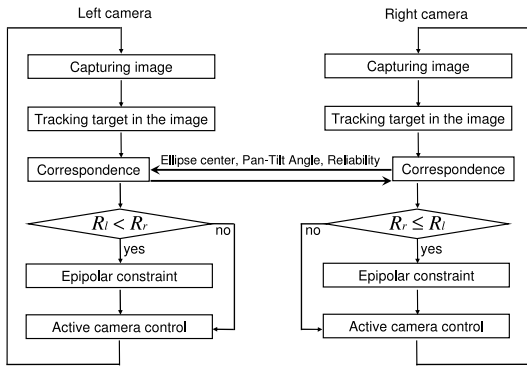 Left camera
Right camera
Capturing image
Capturing image
Tracking target in the image
Tracking target in the image
Ellipse center, Pan-Tilt Angle, Reliability
Correspondence
Correspondence
Rl < Rr
no
no
Rr ≤ Rl
yes
yes
Epipolar constraint
Epipolar constraint
Active camera control
Active camera control